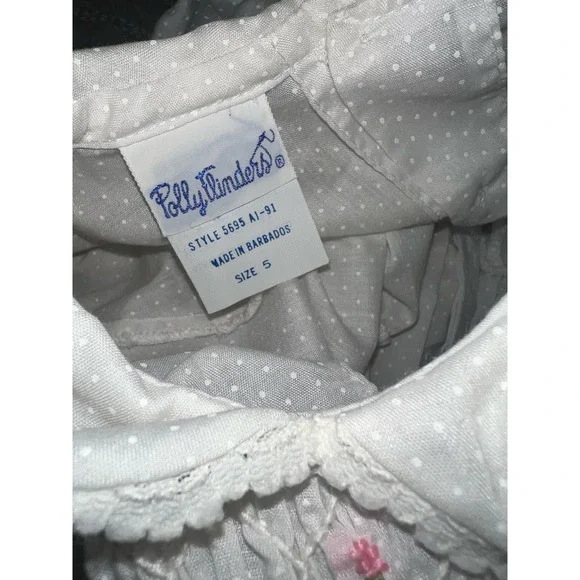 Polly Flinders®
STYLE 5695 A1-91
MADE IN BARBADOS
SIZE 5